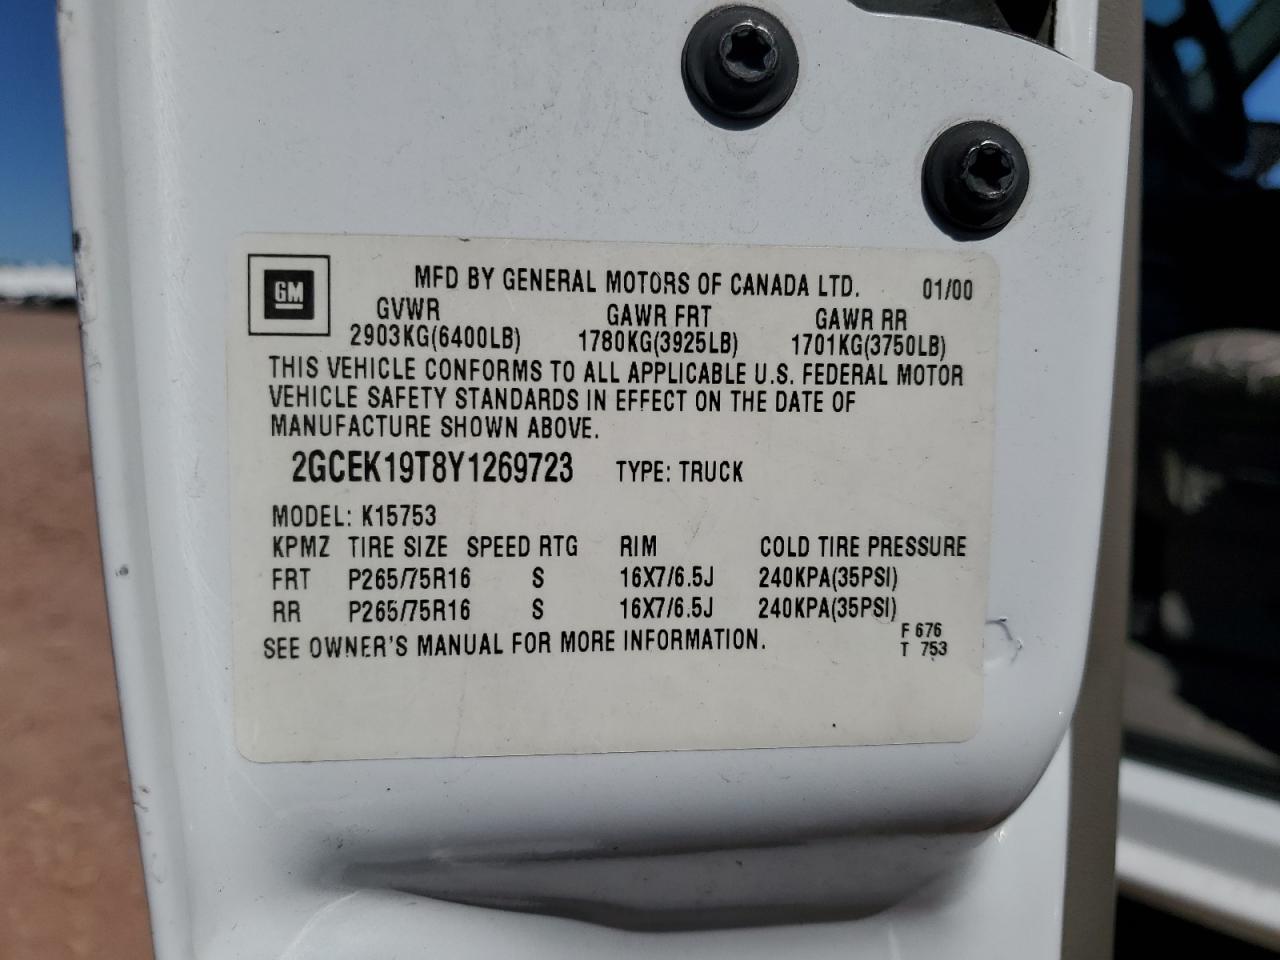 GM
MFD BY GENERAL MOTORS OF CANADA LTD. 01/00
GVWR GAWR FRT GAWR RR
2903KG(6400LB) 1780KG(3925LB) 1701KG(3750LB)
THIS VEHICLE CONFORMS TO ALL APPLICABLE U.S. FEDERAL MOTOR
VEHICLE SAFETY STANDARDS IN EFFECT ON THE DATE OF
MANUFACTURE SHOWN ABOVE.
2GCEK19T8Y1269723 TYPE: TRUCK
MODEL: K15753
KPMZ TIRE SIZE SPEED RTG RIM COLD TIRE PRESSURE
FRT P265/75R16 S 16X7/6.5J 240KPA(35PSI)
RR P265/75R16 S 16X7/6.5J 240KPA(35PSI)
SEE OWNER'S MANUAL FOR MORE INFORMATION.
F 676
T 753